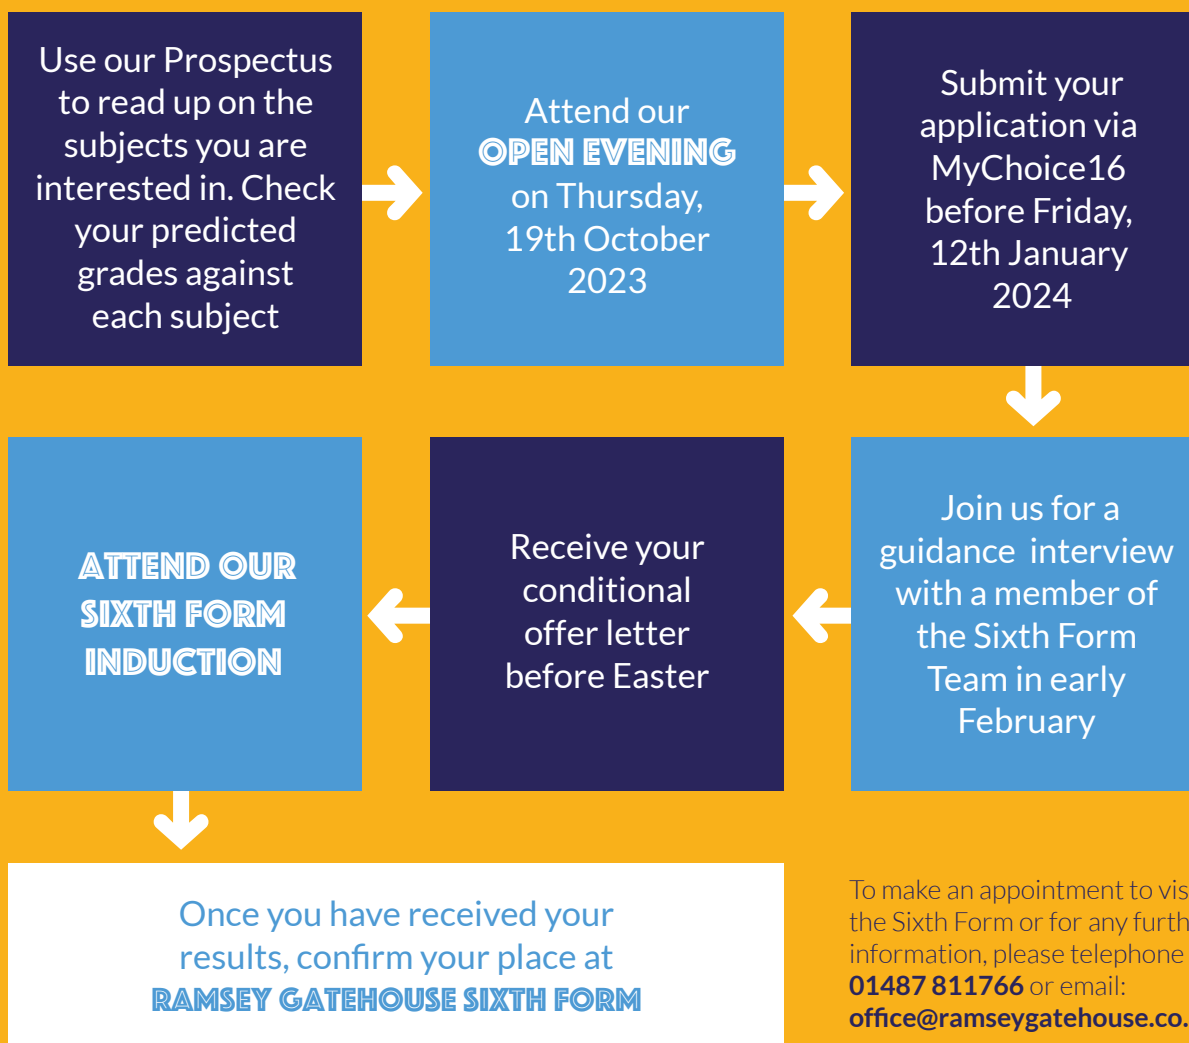 Use our Prospectus
to read up on the
subjects you are
interested in. Check
your predicted
grades against
each subject
Attend our
OPEN EVENING
on Thursday,
19th October
2023
Submit your
application via
MyChoice16
before Friday,
12th January
2024
Join us for a
guidance interview
with a member of
the Sixth Form
Team in early
February
Receive your
conditional
offer letter
before Easter
ATTEND OUR
SIXTH FORM
INDUCTION
Once you have received your
results, confirm your place at
RAMSEY GATEHOUSE SIXTH FORM
To make an appointment to vis
the Sixth Form or for any furth
information, please telephone
01487 811766 or email:
office@ramseygatehouse.co.